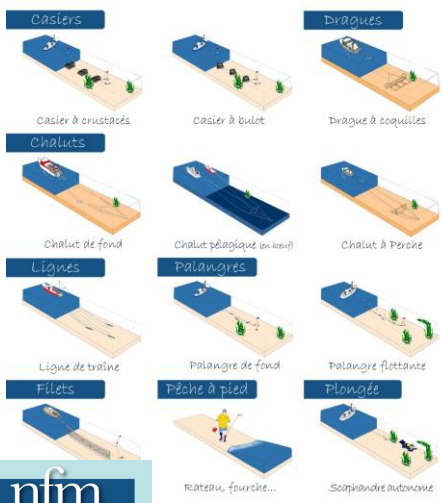 Casiers
Dragues
Casier à crustacés
Casier à bulot
Drague à coquilles
Chaluts
Chalut de fond
Chalut pélagique (en bœuf)
Chalut à Perche
Lignes
Palangres
Ligne de traîne
Palangre de fond
Palangre flottante
Filets
Pêche à pied
Plongée
nfm
Rateau, fourche...
Scaphandre autonome